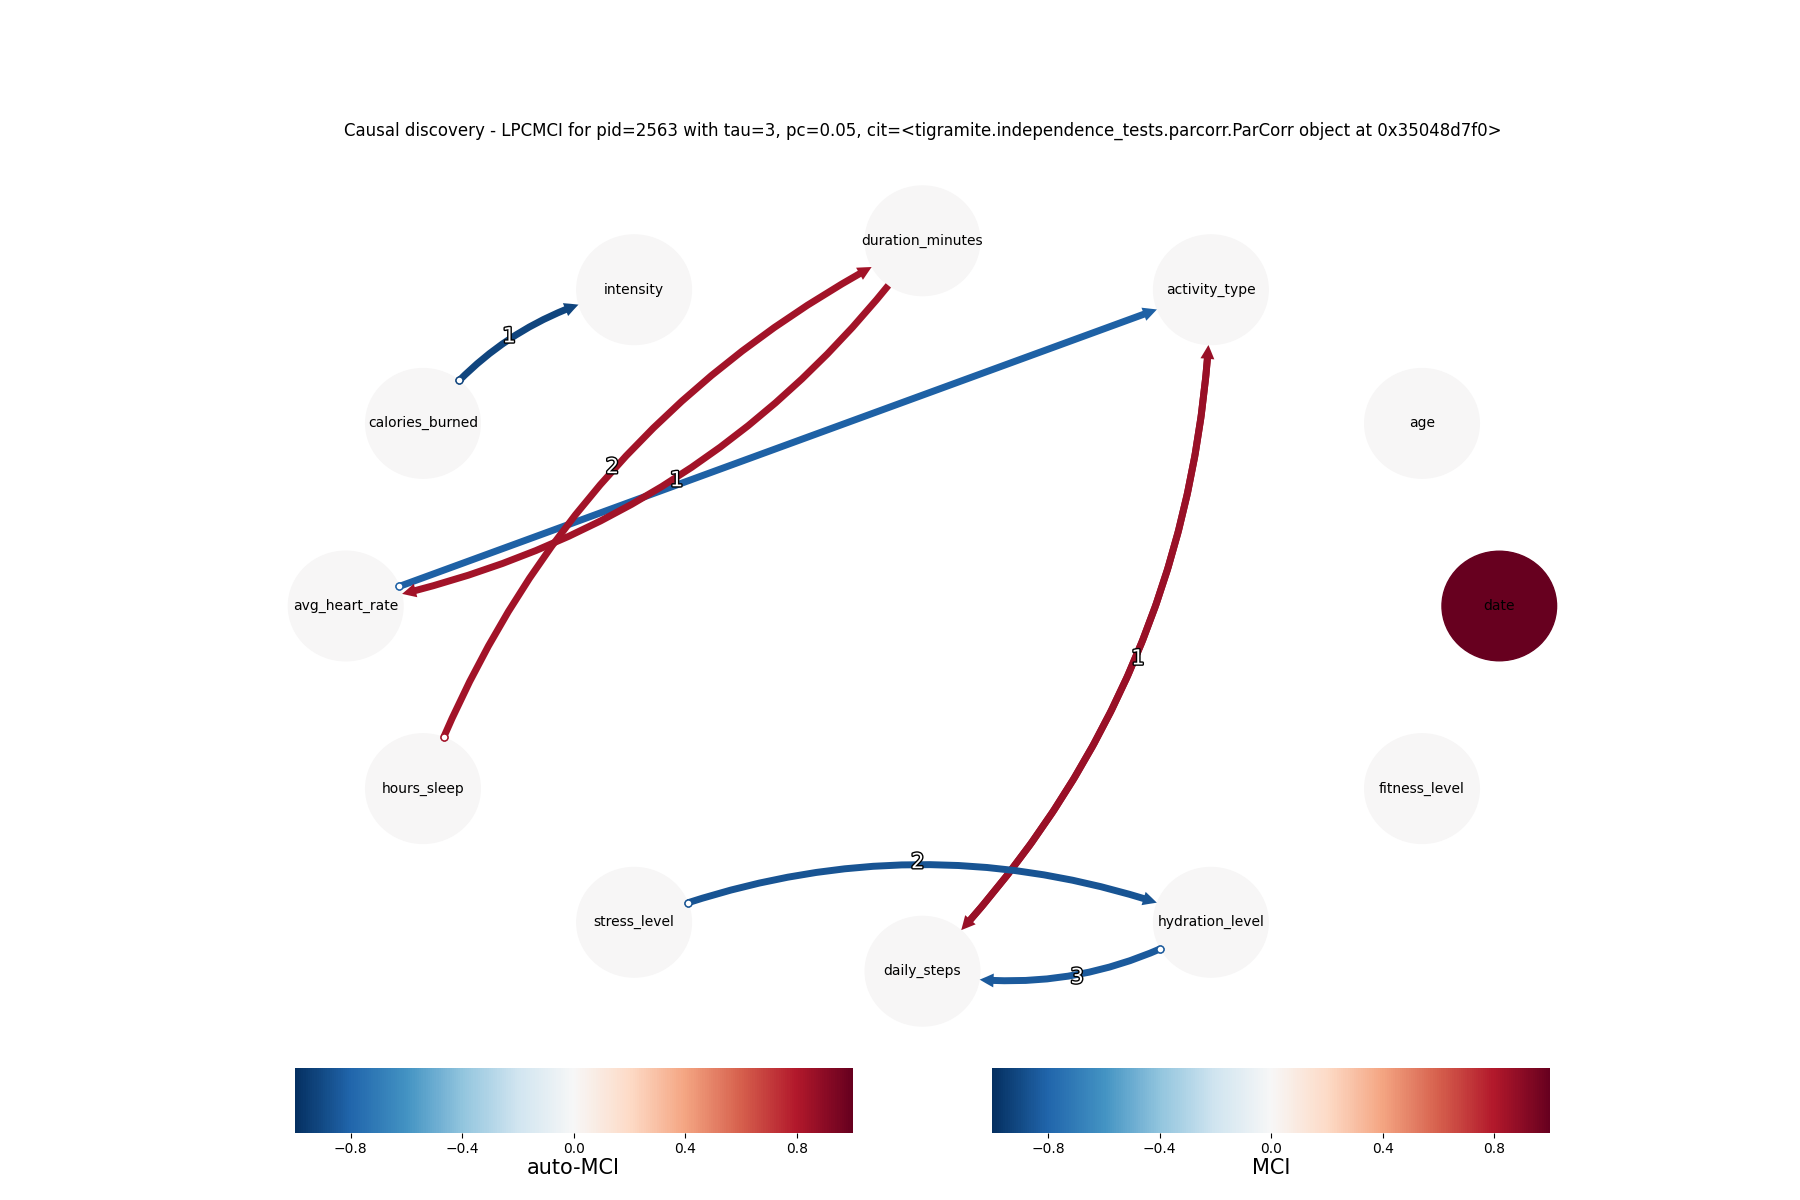 Causal discovery - LPCMCI for pid=2563 with tau=3, pc=0.05, cit=<tigramite.independence_tests.parcorr.ParCorr object at 0x35048d7f0>
duration_minutes
intensity
activity_type
1
calories_burned
age
2
1
avg_heart_rate
date
1
hours_sleep
fitness_level
2
stress_level
hydration_level
daily_steps
3
−0.8 −0.4 0.0 0.4 0.8
auto-MCI
−0.8 −0.4 0.0 0.4 0.8
MCI